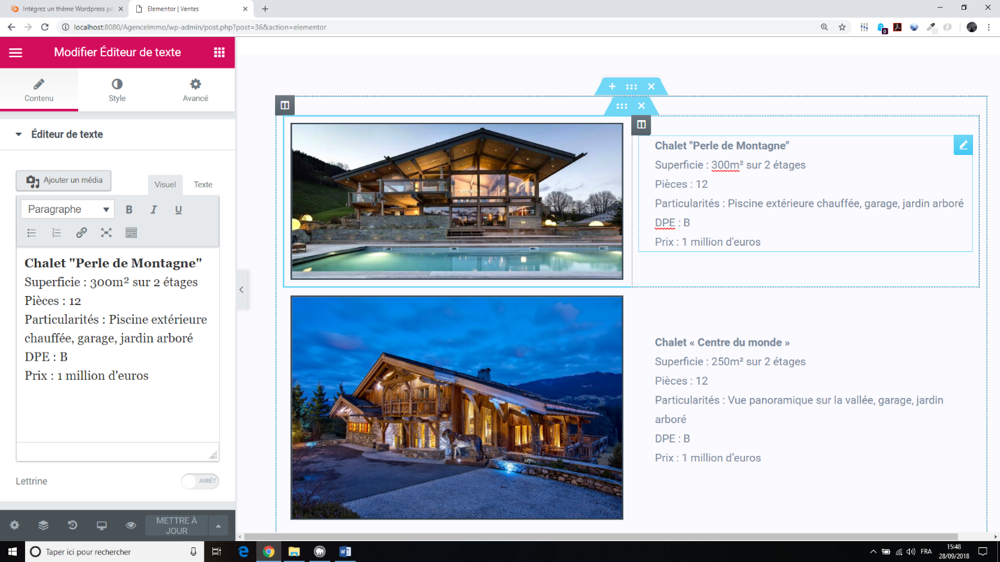 Intégrez un thème Wordpress po
Elementor | Ventes
localhost:8080/AgenceImmo/wp-admin/post.php?post=36&action=elementor
0
Modifier Éditeur de texte
Contenu
Style
Avancé
Éditeur de texte
Ajouter un média
Visuel
Texte
Paragraphe
B
I
U
Chalet "Perle de Montagne"
Superficie : 300m² sur 2 étages
Pièces : 12
Particularités : Piscine extérieure
chauffée, garage, jardin arboré
DPE : B
Prix : 1 million d'euros
Lettrine
ARRÊT
METTRE À
JOUR
Chalet "Perle de Montagne"
Superficie : 300m² sur 2 étages
Pièces : 12
Particularités : Piscine extérieure chauffée, garage, jardin arboré
DPE : B
Prix : 1 million d'euros
Chalet « Centre du monde »
Superficie : 250m² sur 2 étages
Pièces : 12
Particularités : Vue panoramique sur la vallée, garage, jardin
arboré
DPE : B
Prix : 1 million d’euros
Taper ici pour rechercher
FRA
15:48
28/09/2018